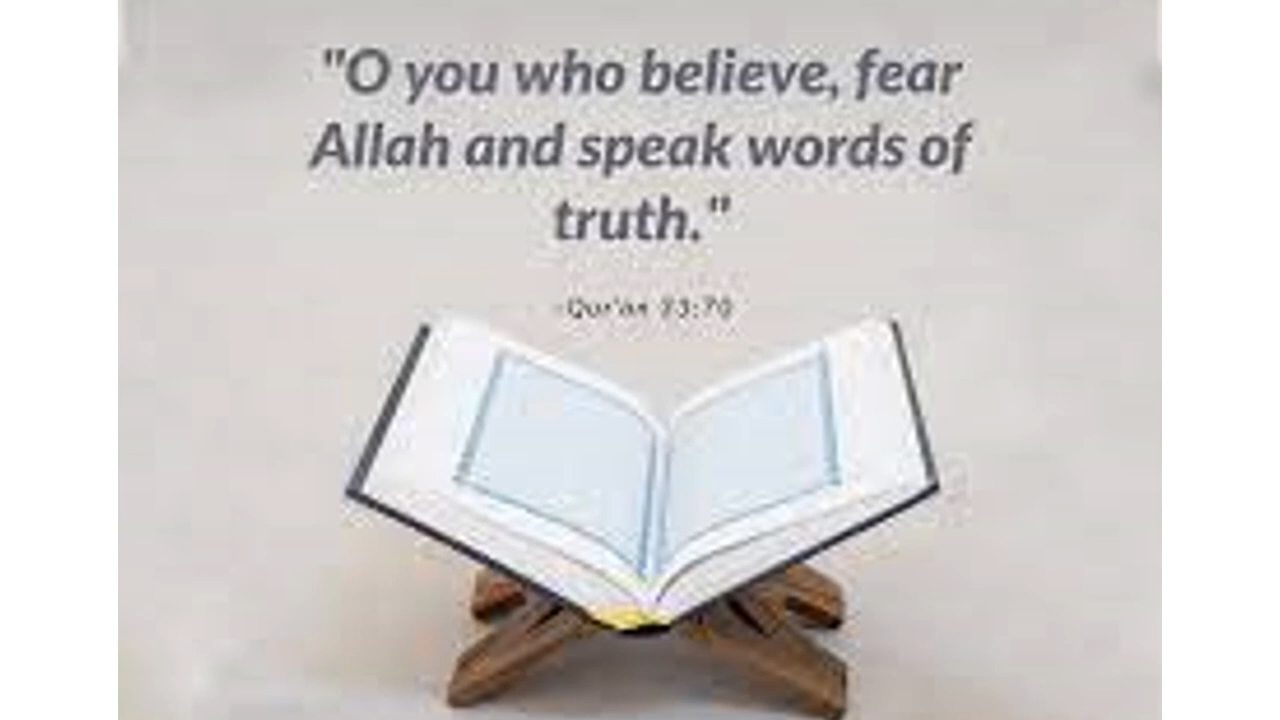 "O you who believe, fear
Allah and speak words of
truth."
-Qur'an